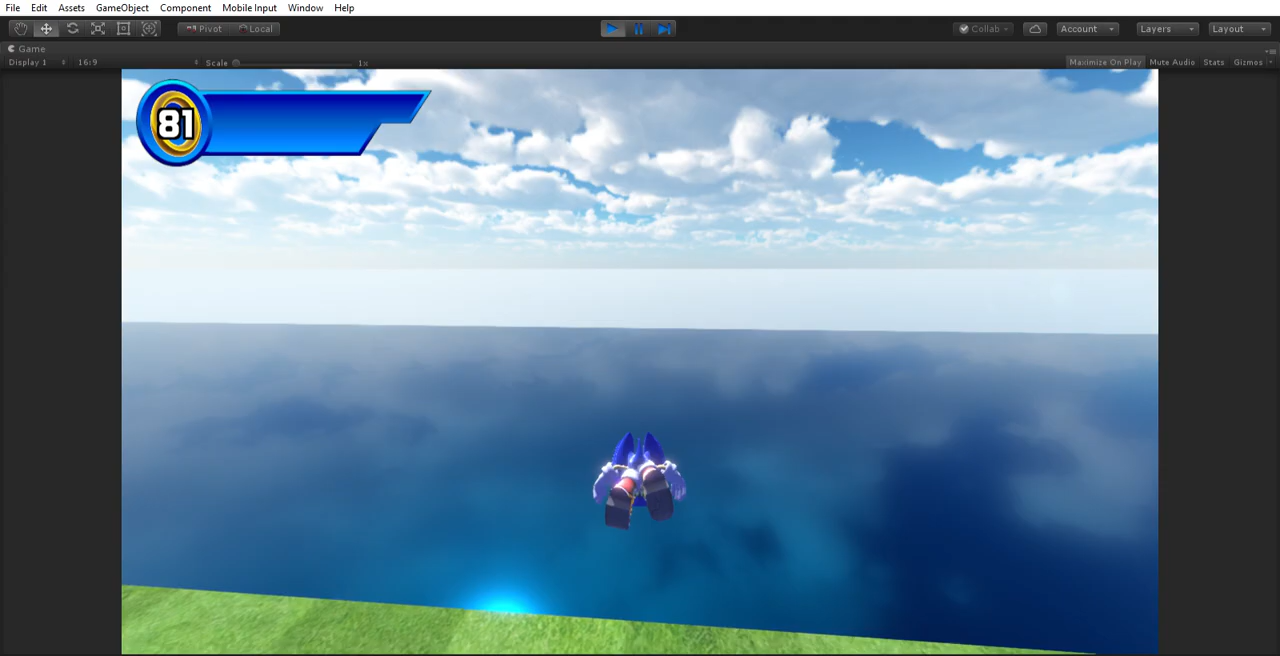 File Edit Assets GameObject Component Mobile Input Window Help
Pivot Local Collab Account Layers Layout
Game
Display 1 16:9 Scale 1x Maximize On Play Mute Audio Stats Gizmos
81